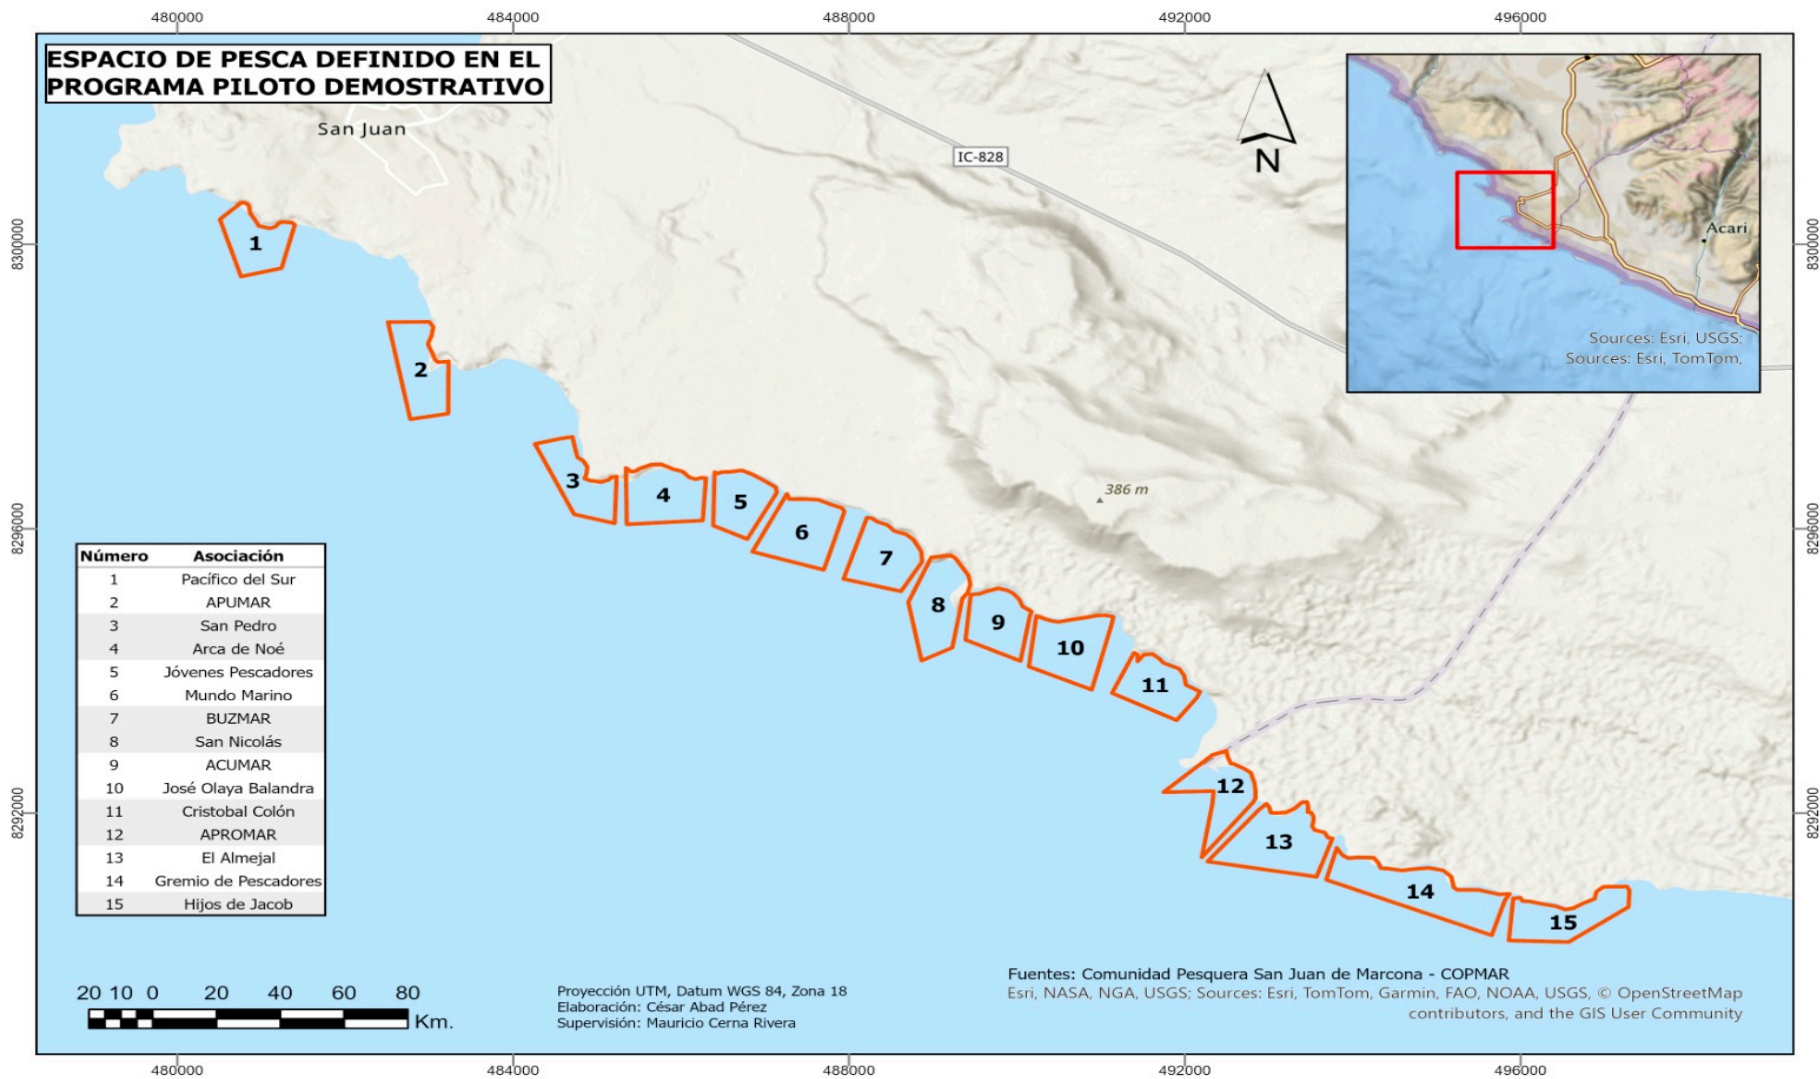 480000 484000 488000 492000 496000
ESPACIO DE PESCA DEFINIDO EN EL
PROGRAMA PILOTO DEMOSTRATIVO
San Juan
IC-828
N
Acari
Sources: Esri, USGS;
Sources: Esri, TomTom,
8300000 8300000
1
2
386 m
3
4
5
6
7
8
9
10
11
12
13
14
15
8296000 8296000
Número Asociación
1 Pacífico del Sur
2 APUMAR
3 San Pedro
4 Arca de Noé
5 Jóvenes Pescadores
6 Mundo Marino
7 BUZMAR
8 San Nicolás
9 ACUMAR
10 José Olaya Balandra
11 Cristobal Colón
12 APROMAR
13 El Almejal
14 Gremio de Pescadores
15 Hijos de Jacob
8292000 8292000
20 10 0 20 40 60 80
Km.
Proyección UTM, Datum WGS 84, Zona 18
Elaboración: César Abad Pérez
Supervisión: Mauricio Cerna Rivera
Fuentes: Comunidad Pesquera San Juan de Marcona - COPMAR
Esri, NASA, NGA, USGS; Sources: Esri, TomTom, Garmin, FAO, NOAA, USGS, © OpenStreetMap
contributors, and the GIS User Community
480000 484000 488000 492000 496000